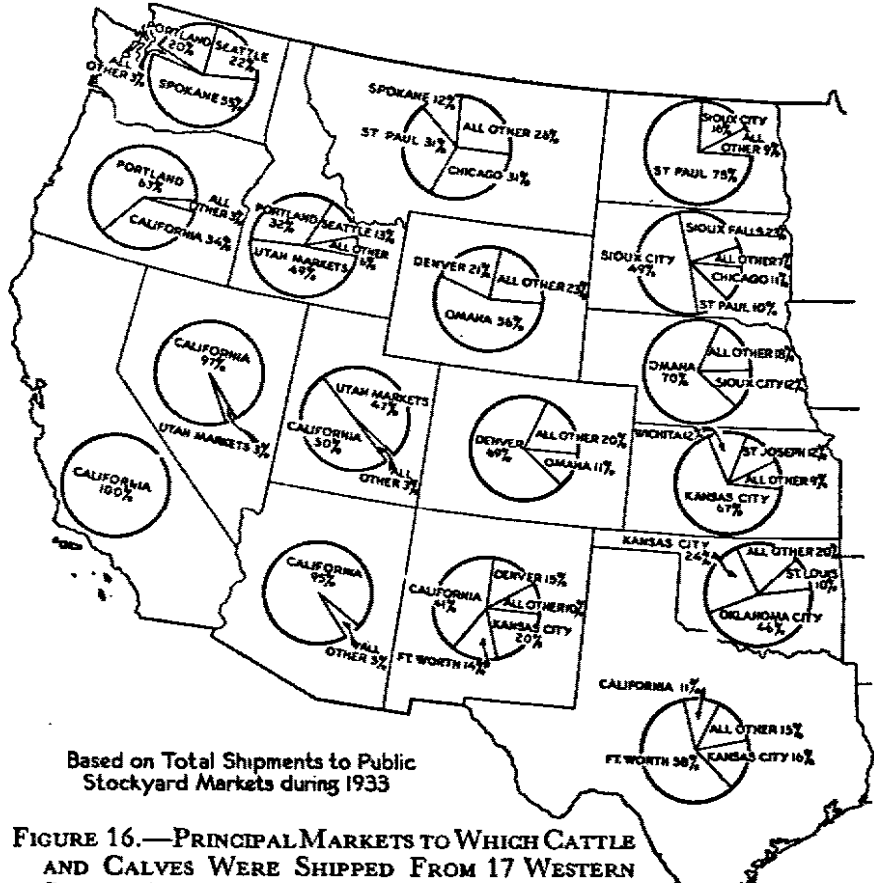 PORTLAND
20%
SEATTLE
22%
ALL
OTHER 3%
SPOKANE 55%
SPOKANE 12%
ALL OTHER 26%
ST PAUL 31%
CHICAGO 31%
SIOUX CITY
16%
ALL
OTHER 9%
ST PAUL 75%
PORTLAND
63%
ALL
OTHER 3%
CALIFORNIA 34%
PORTLAND
32%
SEATTLE 13%
ALL OTHER
6%
UTAH MARKETS
49%
DENVER 21%
ALL OTHER 23%
OMAHA 56%
SIOUX FALLS 23%
SIOUX CITY
49%
ALL OTHER 7%
CHICAGO 11%
ST PAUL 10%
OMAHA
70%
ALL OTHER 18%
SIOUX CITY 12%
CALIFORNIA
97%
UTAH MARKETS 3%
UTAH MARKETS
47%
CALIFORNIA
50%
ALL
OTHER 3%
DENVER
69%
ALL OTHER 20%
OMAHA 11%
WICHITA 12%
ST JOSEPH 12%
ALL OTHER 9%
KANSAS CITY
67%
CALIFORNIA
100%
CALIFORNIA
95%
ALL
OTHER 5%
DENVER 15%
CALIFORNIA
41%
ALL OTHER 10%
KANSAS CITY
20%
FT. WORTH 14%
KANSAS CITY
24%
ALL OTHER 20%
ST LOUIS
10%
OKLAHOMA CITY
46%
CALIFORNIA 11%
ALL OTHER 15%
FT. WORTH 58%
KANSAS CITY 16%
Based on Total Shipments to Public
Stockyard Markets during 1933
FIGURE 16.—PRINCIPAL MARKETS TO WHICH CATTLE
AND CALVES WERE SHIPPED FROM 17 WESTERN